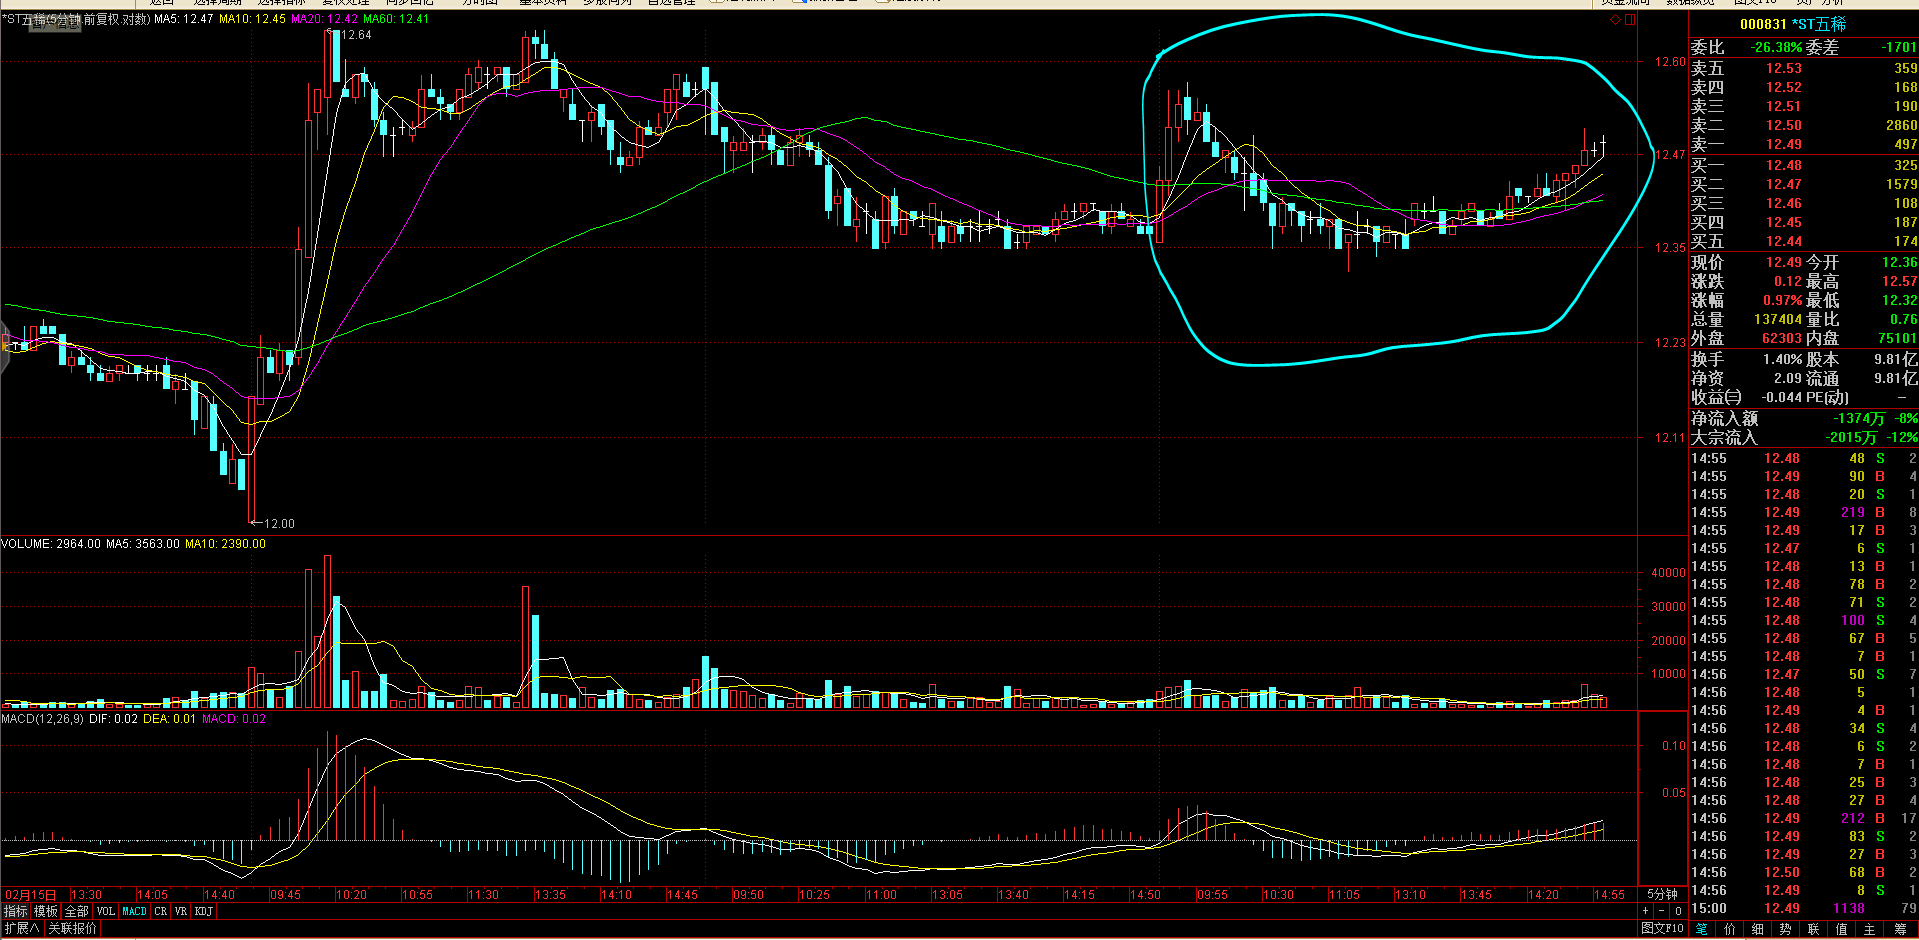 *ST五稀(5分钟 前复权 对数) MA5: 12.47 MA10: 12.45 MA20: 12.42 MA60: 12.41
12.64
12.60
12.47
12.35
12.23
12.11
12.00
VOLUME: 2964.00 MA5: 3563.00 MA10: 2390.00
40000
30000
20000
10000
MACD(12,26,9) DIF: 0.02 DEA: 0.01 MACD: 0.02
0.10
0.05
02月15日 13:30 14:05 14:40 09:45 10:20 10:55 11:30 13:35 14:10 14:45 09:50 10:25 11:00 13:05 13:40 14:15 14:50 09:55 10:30 11:05 13:10 13:45 14:20 14:55 5分钟
指标 模板 全部 VOL MACD CR VR KDJ + - 0
扩展∧ 关联报价 图文F10
000831 *ST五稀
委比 -26.38% 委差 -1701
卖五 12.53 359
卖四 12.52 168
卖三 12.51 190
卖二 12.50 2860
卖一 12.49 497
买一 12.48 325
买二 12.47 1579
买三 12.46 108
买四 12.45 187
买五 12.44 174
现价 12.49 今开 12.36
涨跌 0.12 最高 12.57
涨幅 0.97% 最低 12.32
总量 137404 量比 0.76
外盘 62303 内盘 75101
换手 1.40% 股本 9.81亿
净资 2.09 流通 9.81亿
收益㈢ -0.044 PE(动) －
净流入额 -1374万 -8%
大宗流入 -2015万 -12%
14:55 12.48 48 S 2
14:55 12.49 90 B 4
14:55 12.48 20 S 1
14:55 12.49 219 B 8
14:55 12.49 17 B 3
14:55 12.47 6 S 1
14:55 12.48 13 B 1
14:55 12.48 78 B 2
14:55 12.48 71 S 2
14:55 12.48 100 S 4
14:55 12.48 67 B 5
14:55 12.48 7 B 1
14:56 12.47 50 S 7
14:56 12.48 5 1
14:56 12.49 4 B 1
14:56 12.48 34 S 4
14:56 12.48 6 S 2
14:56 12.48 7 B 1
14:56 12.48 25 B 3
14:56 12.48 27 B 4
14:56 12.49 212 B 17
14:56 12.49 83 S 2
14:56 12.49 27 B 3
14:56 12.50 68 B 2
14:56 12.49 8 S 1
15:00 12.49 1138 79
笔 价 细 势 联 值 主 筹